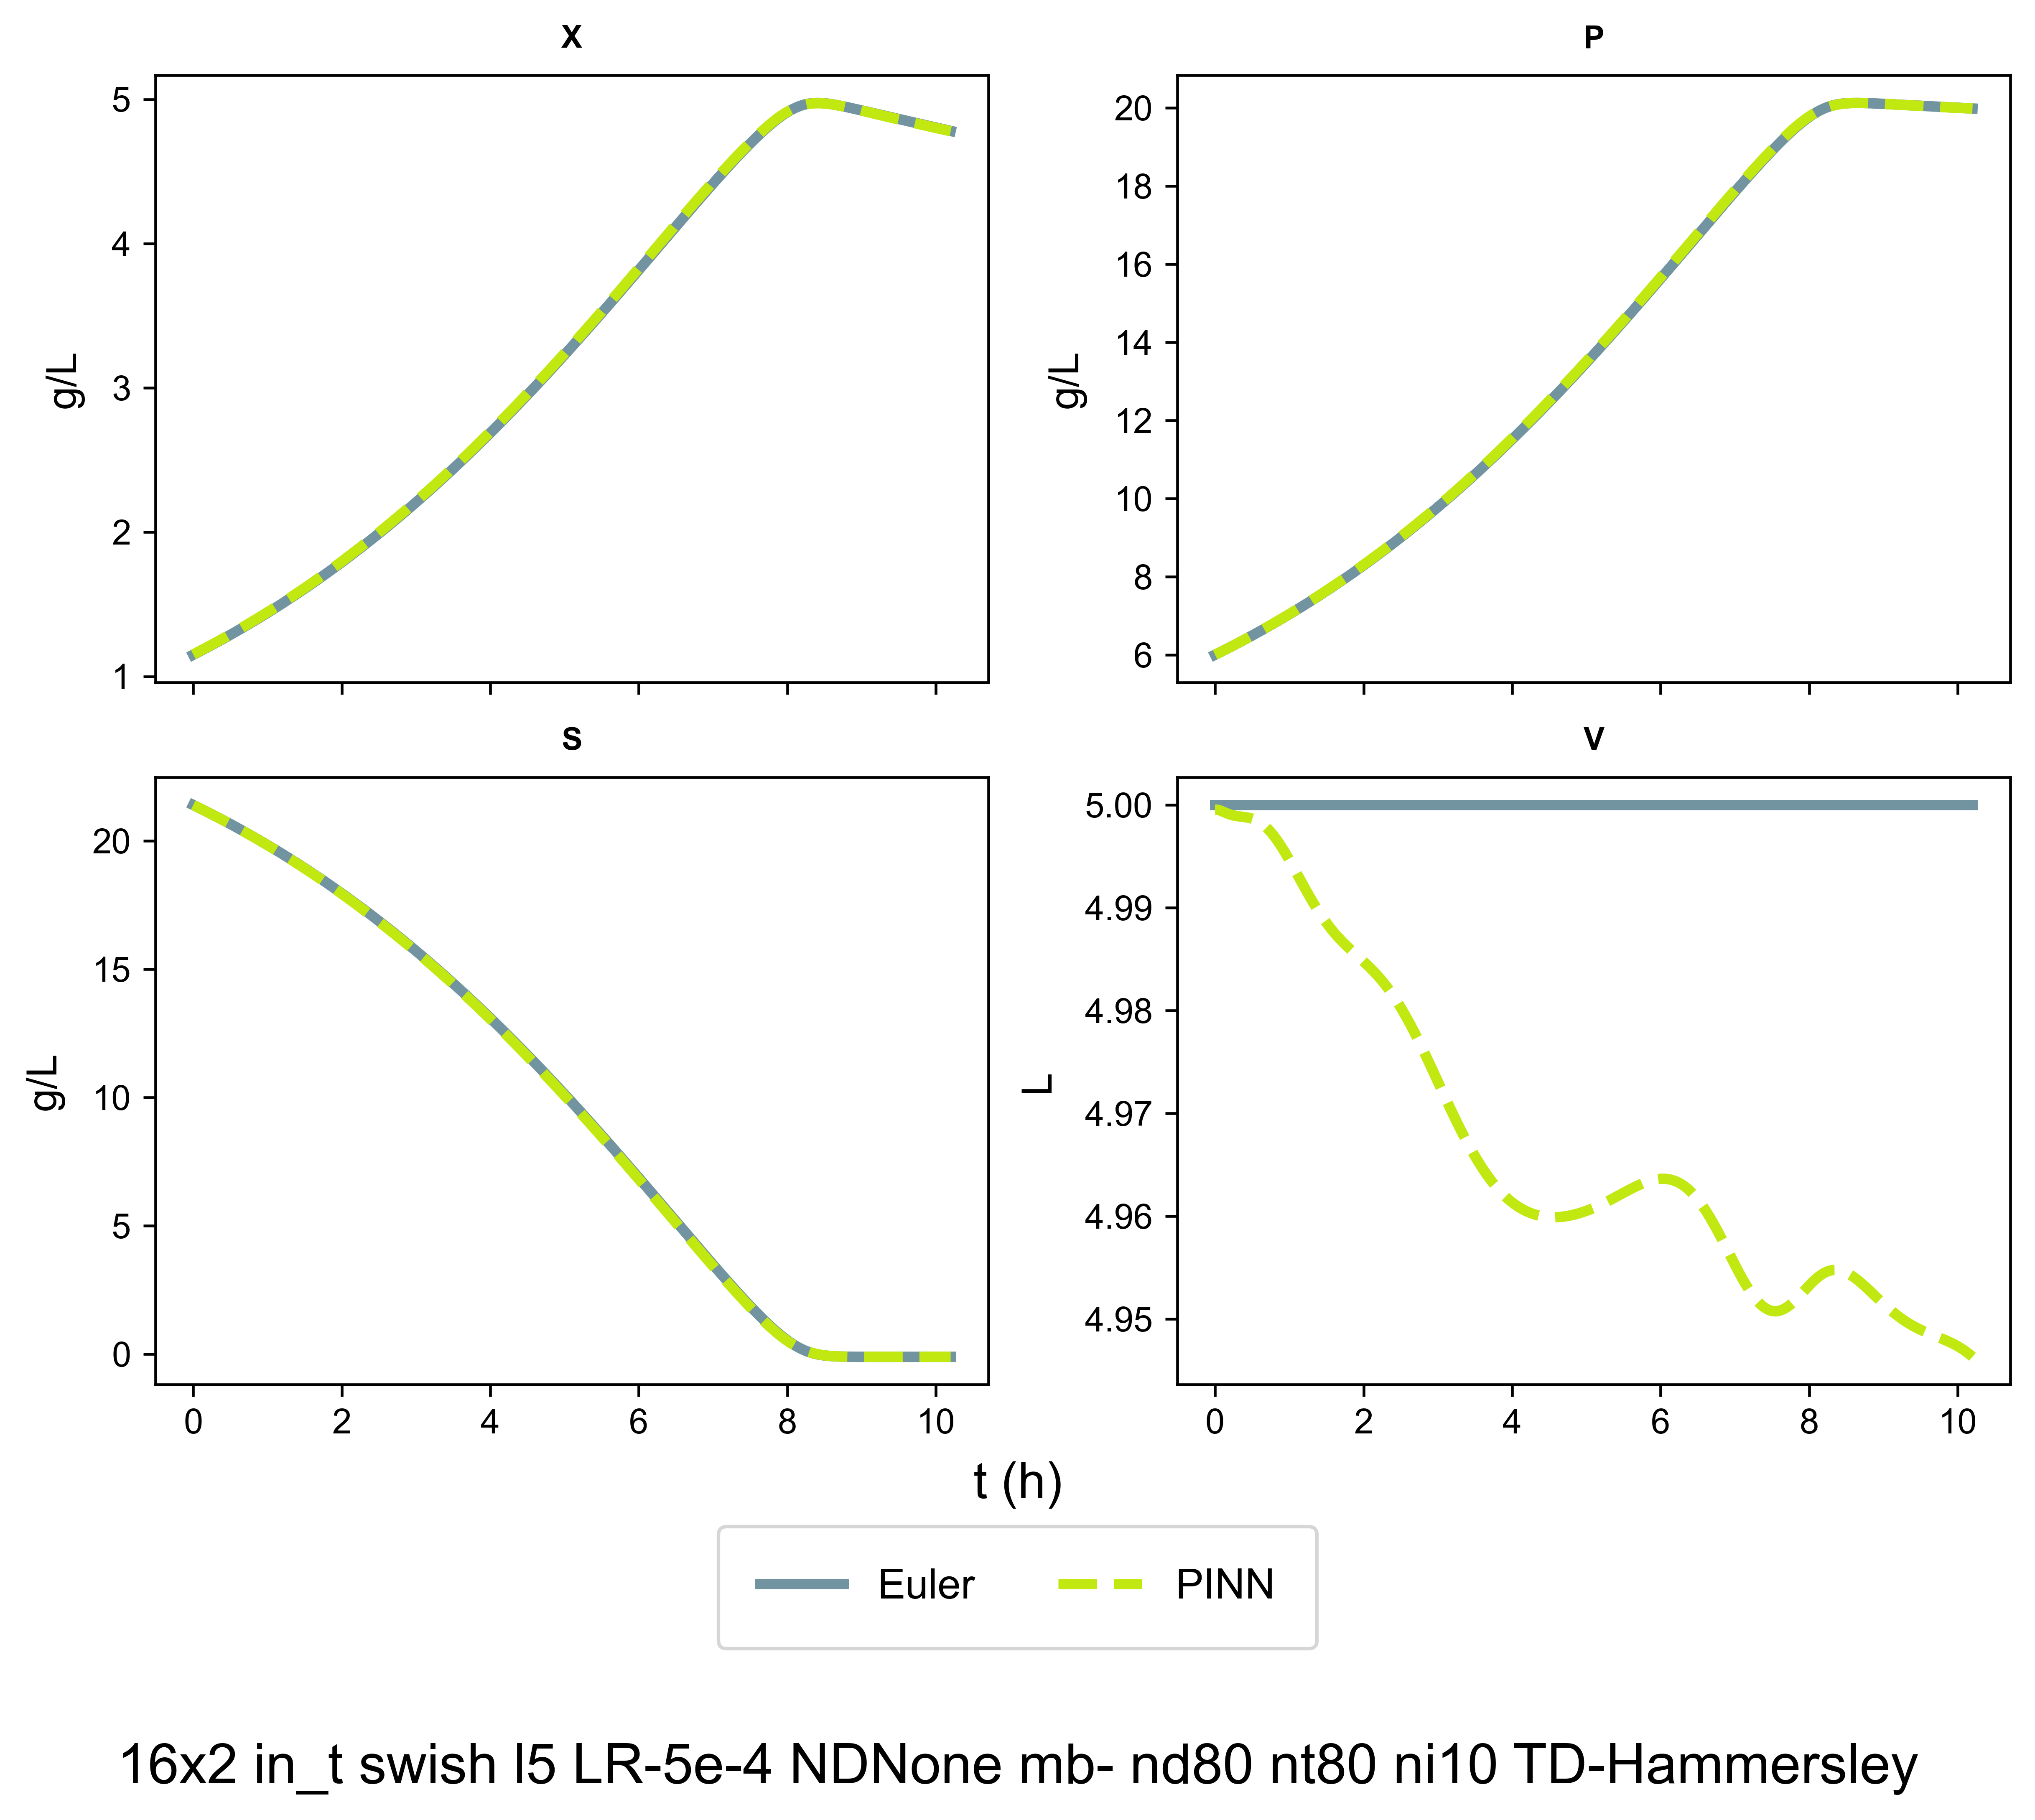 X
5
4
3
2
1
g/L
P
20
18
16
14
12
10
8
6
g/L
S
20
15
10
5
0
g/L
0 2 4 6 8 10
V
5.00
4.99
4.98
4.97
4.96
4.95
L
0 2 4 6 8 10
t (h)
Euler PINN
16x2 in_t swish l5 LR-5e-4 NDNone mb- nd80 nt80 ni10 TD-Hammersley